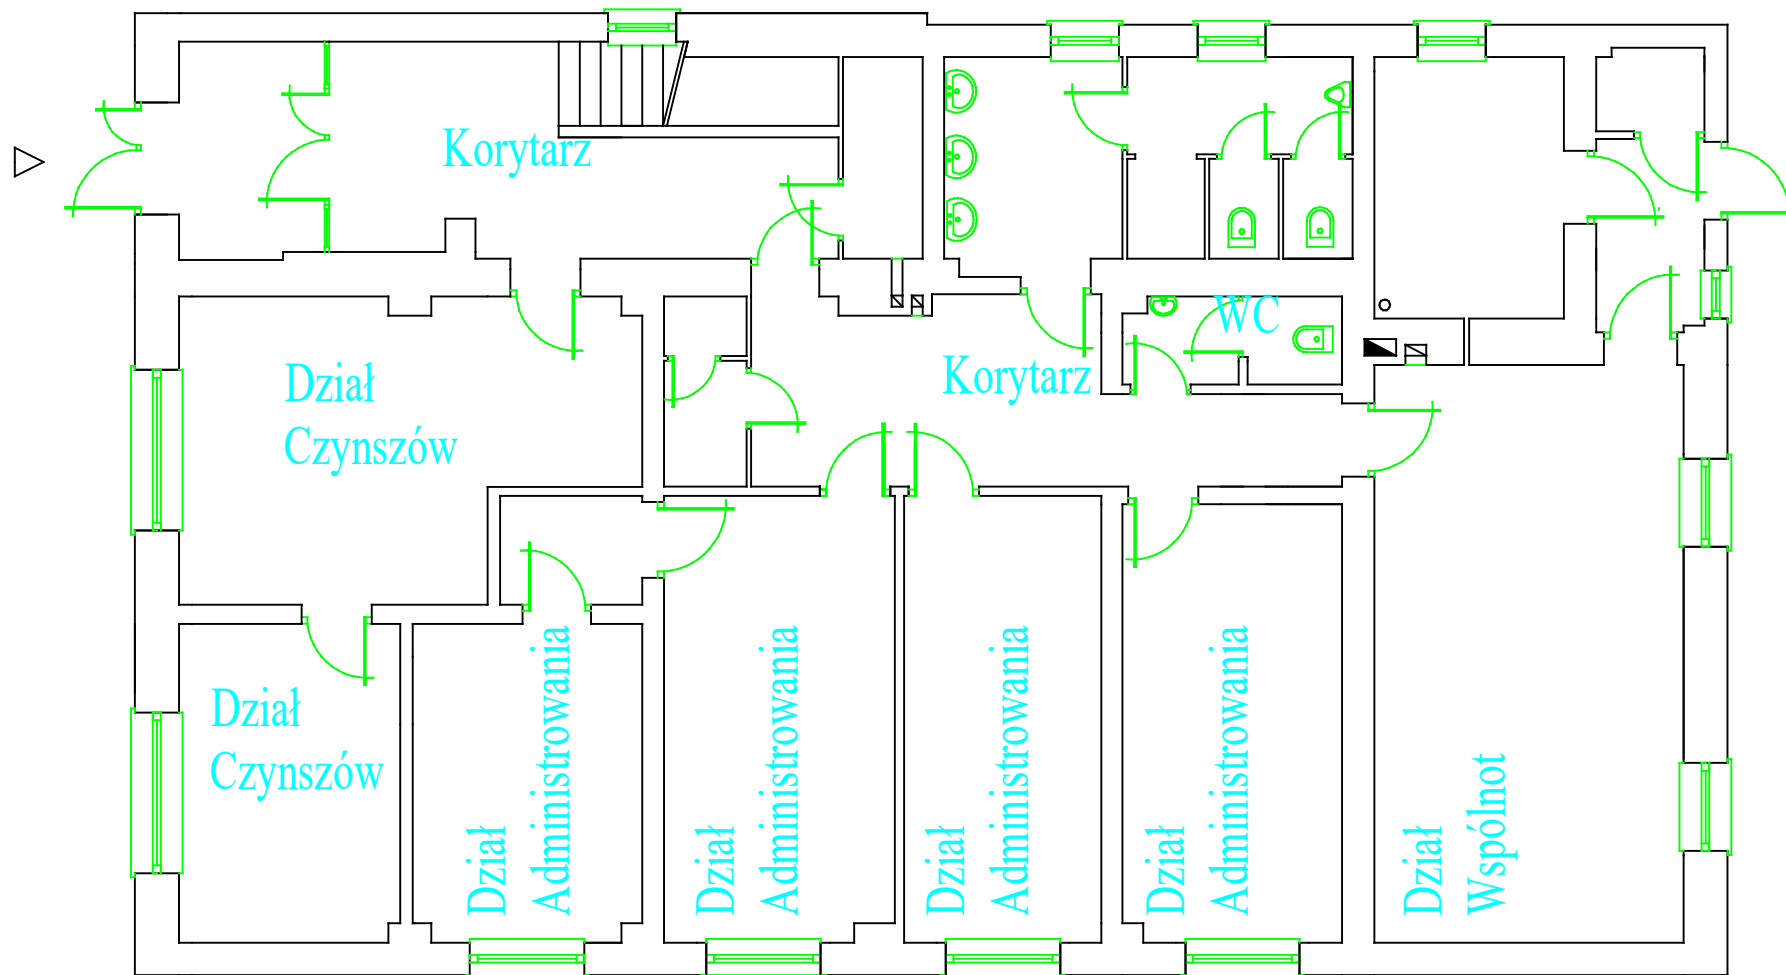 Korytarz
WC
Korytarz
Dział
Czynszów
Dział
Czynszów
Dział
Administrowania
Dział
Administrowania
Dział
Administrowania
Dział
Administrowania
Dział
Wspólnot